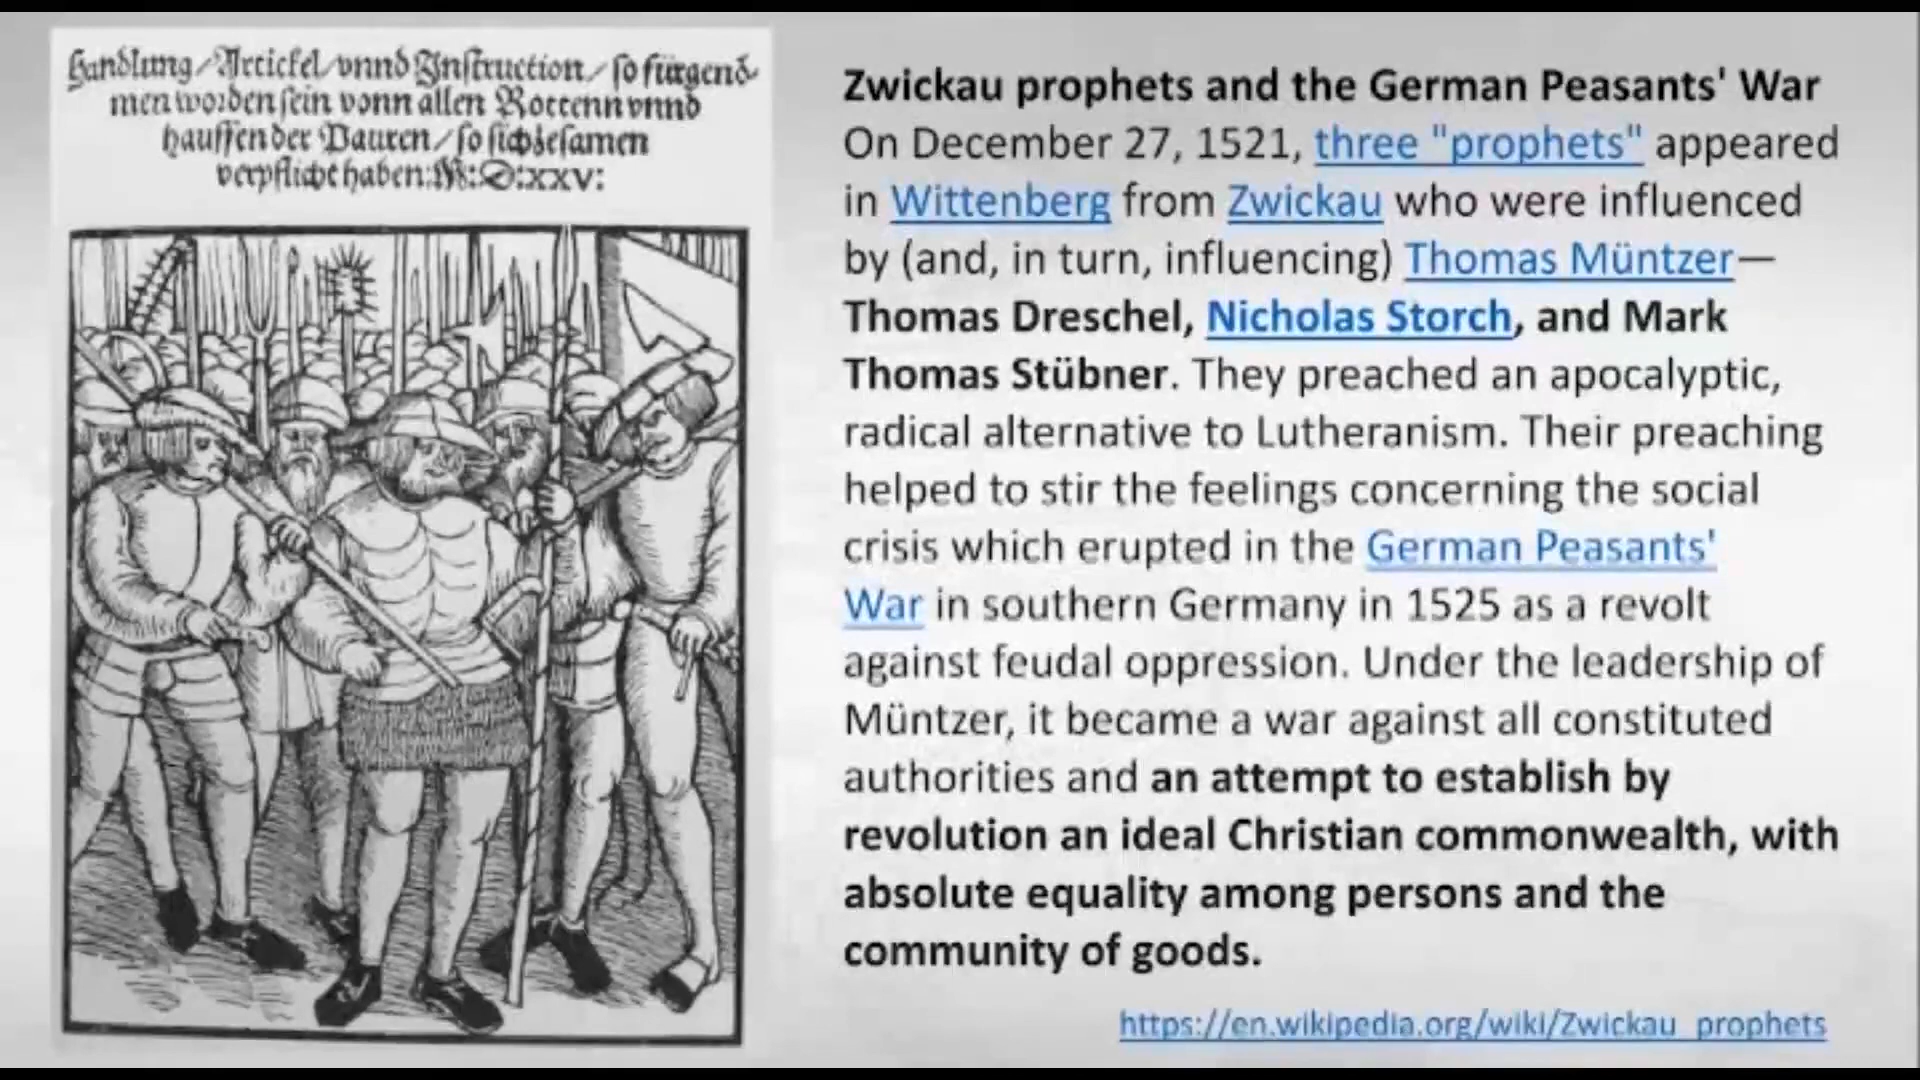 Handlung/Artickel/vnnd Instruction/so fürgend
men worden sein vonn allen Rottenn vnnd
hauffen der Pauren/so sich besamen
verpflicht haben: M:D:xxv:
Zwickau prophets and the German Peasants' War
On December 27, 1521, three "prophets" appeared
in Wittenberg from Zwickau who were influenced
by (and, in turn, influencing) Thomas Müntzer—
Thomas Dreschel, Nicholas Storch, and Mark
Thomas Stübner. They preached an apocalyptic,
radical alternative to Lutheranism. Their preaching
helped to stir the feelings concerning the social
crisis which erupted in the German Peasants'
War in southern Germany in 1525 as a revolt
against feudal oppression. Under the leadership of
Müntzer, it became a war against all constituted
authorities and an attempt to establish by
revolution an ideal Christian commonwealth, with
absolute equality among persons and the
community of goods.
https://en.wikipedia.org/wiki/Zwickau_prophets